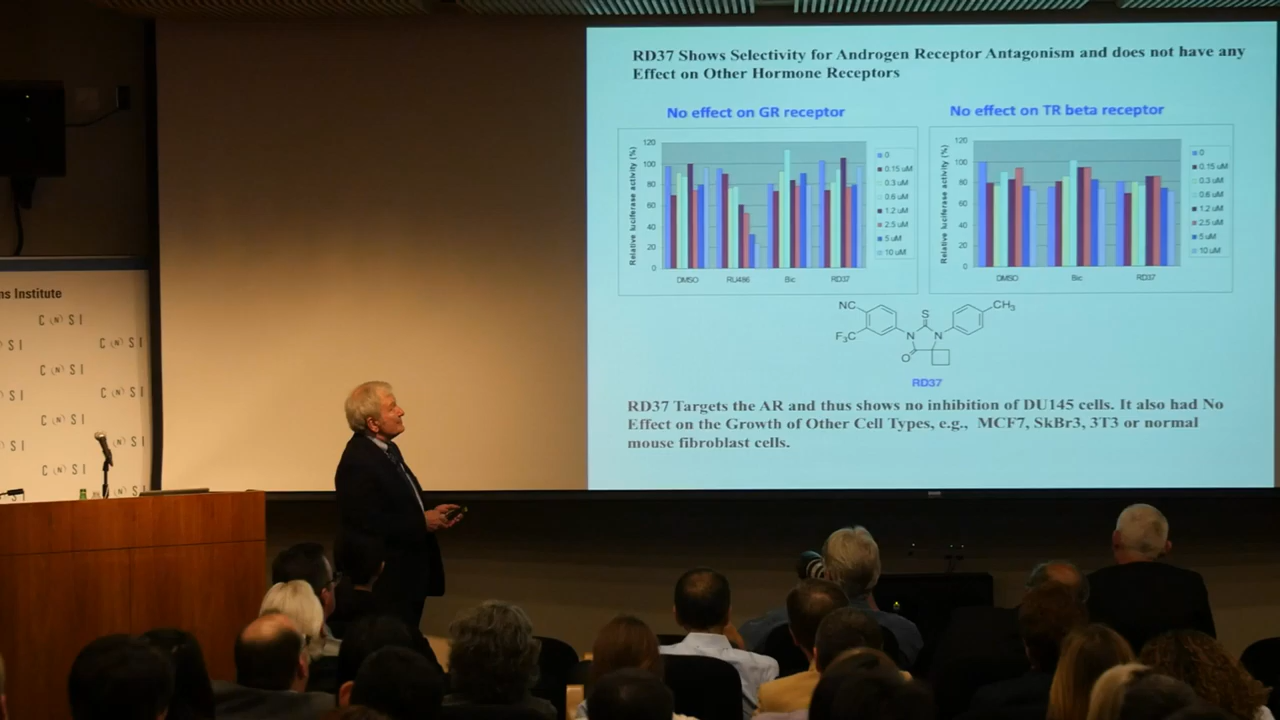 RD37 Shows Selectivity for Androgen Receptor Antagonism and does not have any
Effect on Other Hormone Receptors
No effect on GR receptor
Relative luciferase activity (%)
120
100
80
60
40
20
0
DMSO RU486 Bic RD37
0
0.15 uM
0.3 uM
0.6 uM
1.2 uM
2.5 uM
5 uM
10 uM
No effect on TR beta receptor
Relative luciferase activity (%)
120
100
80
60
40
20
0
DMSO Bic RD37
0
0.15 uM
0.3 uM
0.6 uM
1.2 uM
2.5 uM
5 uM
10 uM
NC
F₃C
N
S
N
O
CH₃
RD37
RD37 Targets the AR and thus shows no inhibition of DU145 cells. It also had No
Effect on the Growth of Other Cell Types, e.g., MCF7, SkBr3, 3T3 or normal
mouse fibroblast cells.
ns Institute
C (N) S I
S I C (N) S I
C (N) S I
S I C (N) S I
C (N) S I
S I C (N) S I
C (N) S I
S I C (N) S I